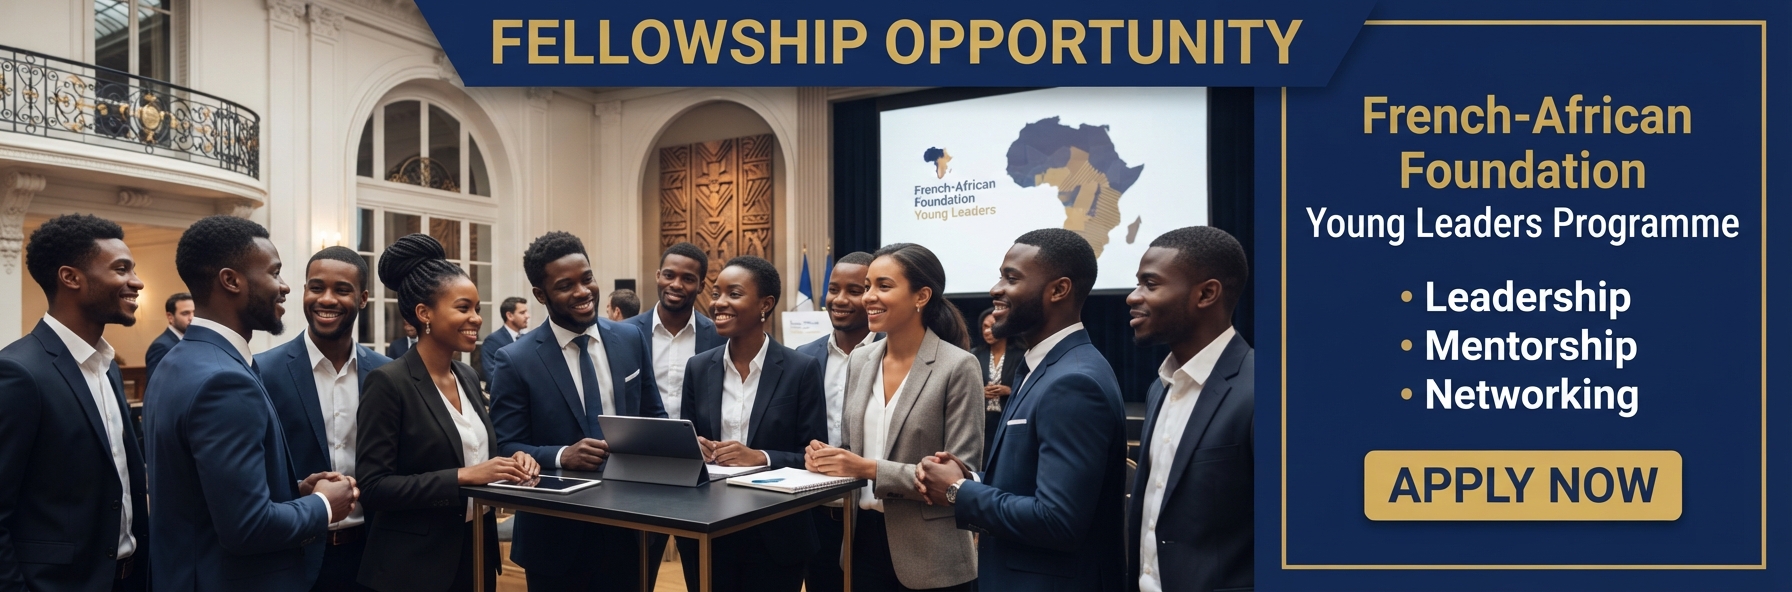 FELLOWSHIP OPPORTUNITY
French-African
Foundation
Young Leaders
French-African
Foundation
Young Leaders Programme
• Leadership
• Mentorship
• Networking
APPLY NOW